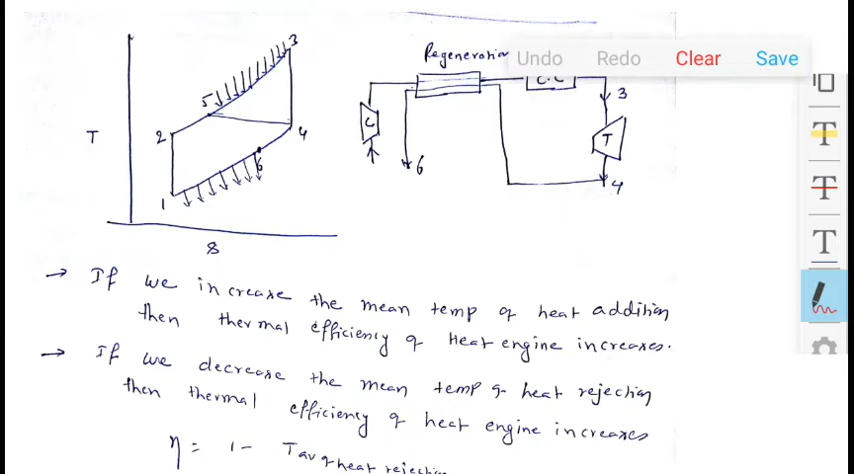 Undo Redo Clear Save
Regeneration
C.C
3
5
2
4
T
6
1
S
C
3
T
6
4
→ If we increase the mean temp of heat addition
then thermal efficiency of Heat engine increases.
→ If we decrease the mean temp of heat rejection
then thermal efficiency of heat engine increases
η = 1 - Tav of heat rejection
T
T
T